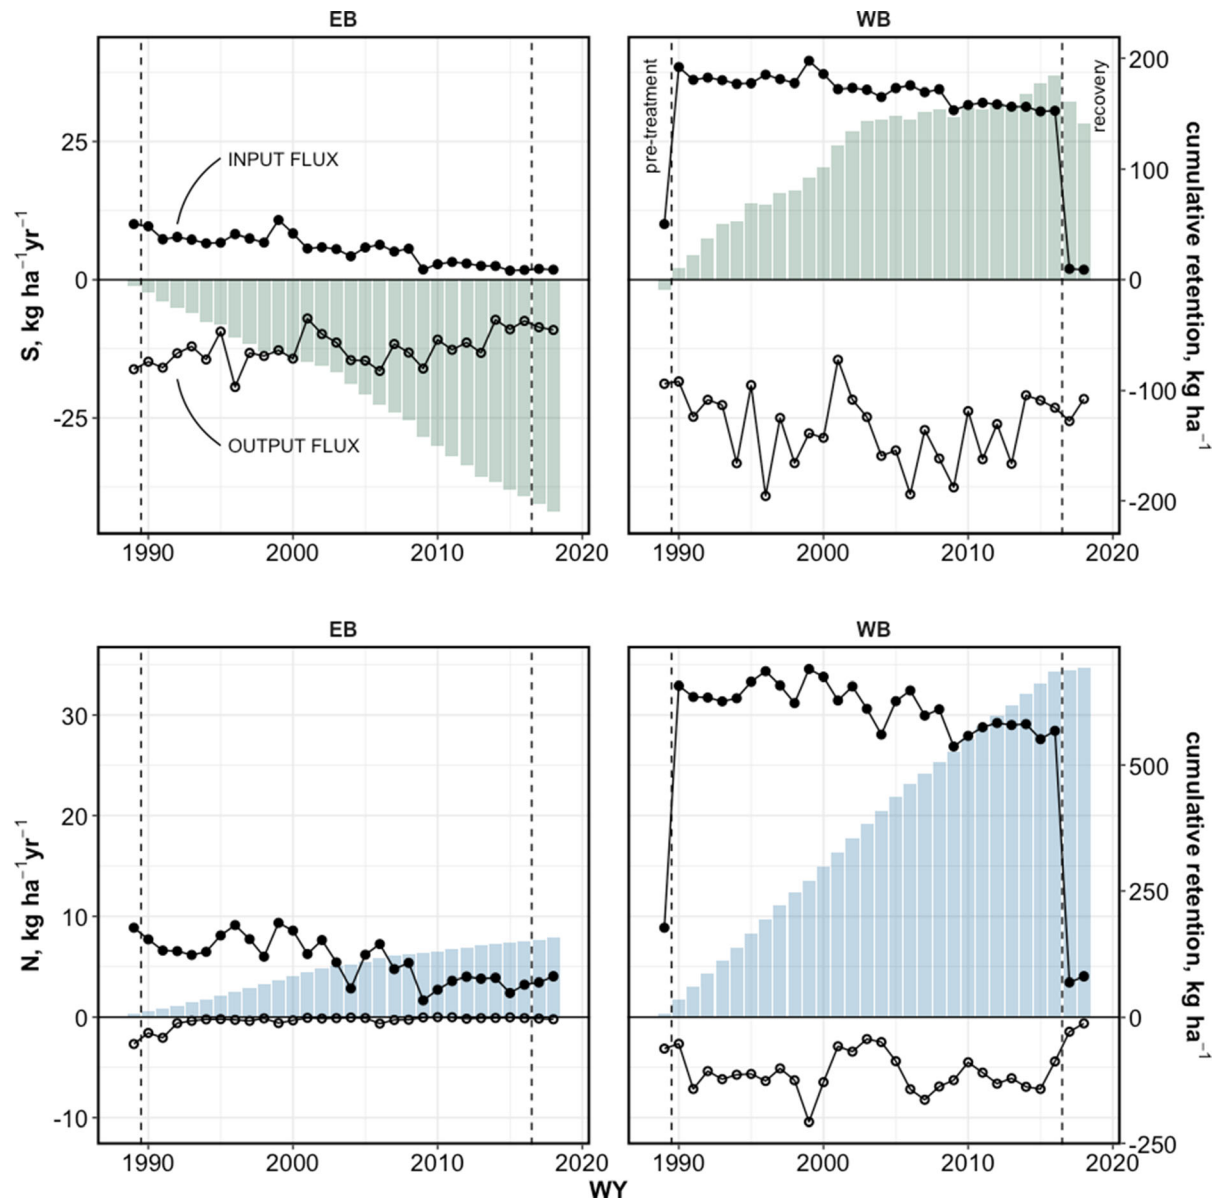 EB
WB
S, kg ha⁻¹yr⁻¹
25
0
-25
INPUT FLUX
OUTPUT FLUX
pre-treatment
recovery
200
100
0
-100
-200
cumulative retention, kg ha⁻¹
1990 2000 2010 2020
1990 2000 2010 2020
EB
WB
N, kg ha⁻¹yr⁻¹
30
20
10
0
-10
500
250
0
-250
cumulative retention, kg ha⁻¹
1990 2000 2010 2020
1990 2000 2010 2020
WY